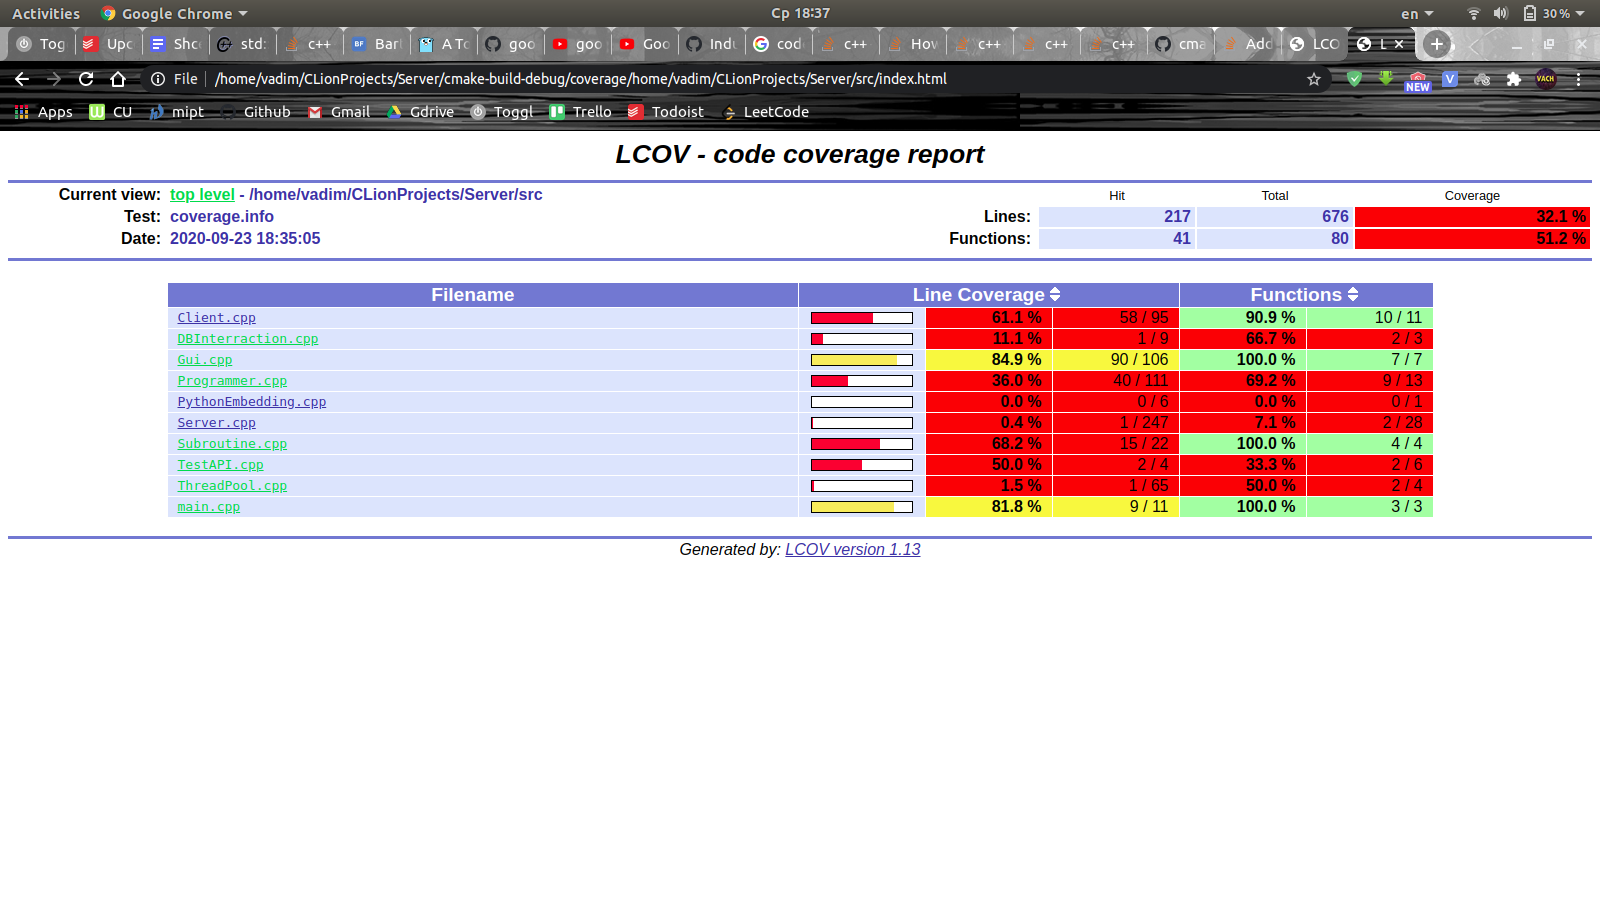 Activities Google Chrome Ср 18:37 en 30 %
Tog Upc Shc std: c++ BF Barl A To goo goo Goo Indu code c++ How c++ c++ c++ cma Add LCO L
File /home/vadim/CLionProjects/Server/cmake-build-debug/coverage/home/vadim/CLionProjects/Server/src/index.html NEW V VACH
Apps CU mipt Github Gmail Gdrive Toggl Trello Todoist LeetCode
LCOV - code coverage report
Current view: top level - /home/vadim/CLionProjects/Server/src Hit Total Coverage
Test: coverage.info Lines: 217 676 32.1 %
Date: 2020-09-23 18:35:05 Functions: 41 80 51.2 %
Filename Line Coverage Functions
Client.cpp 61.1 % 58 / 95 90.9 % 10 / 11
DBInterraction.cpp 11.1 % 1 / 9 66.7 % 2 / 3
Gui.cpp 84.9 % 90 / 106 100.0 % 7 / 7
Programmer.cpp 36.0 % 40 / 111 69.2 % 9 / 13
PythonEmbedding.cpp 0.0 % 0 / 6 0.0 % 0 / 1
Server.cpp 0.4 % 1 / 247 7.1 % 2 / 28
Subroutine.cpp 68.2 % 15 / 22 100.0 % 4 / 4
TestAPI.cpp 50.0 % 2 / 4 33.3 % 2 / 6
ThreadPool.cpp 1.5 % 1 / 65 50.0 % 2 / 4
main.cpp 81.8 % 9 / 11 100.0 % 3 / 3
Generated by: LCOV version 1.13